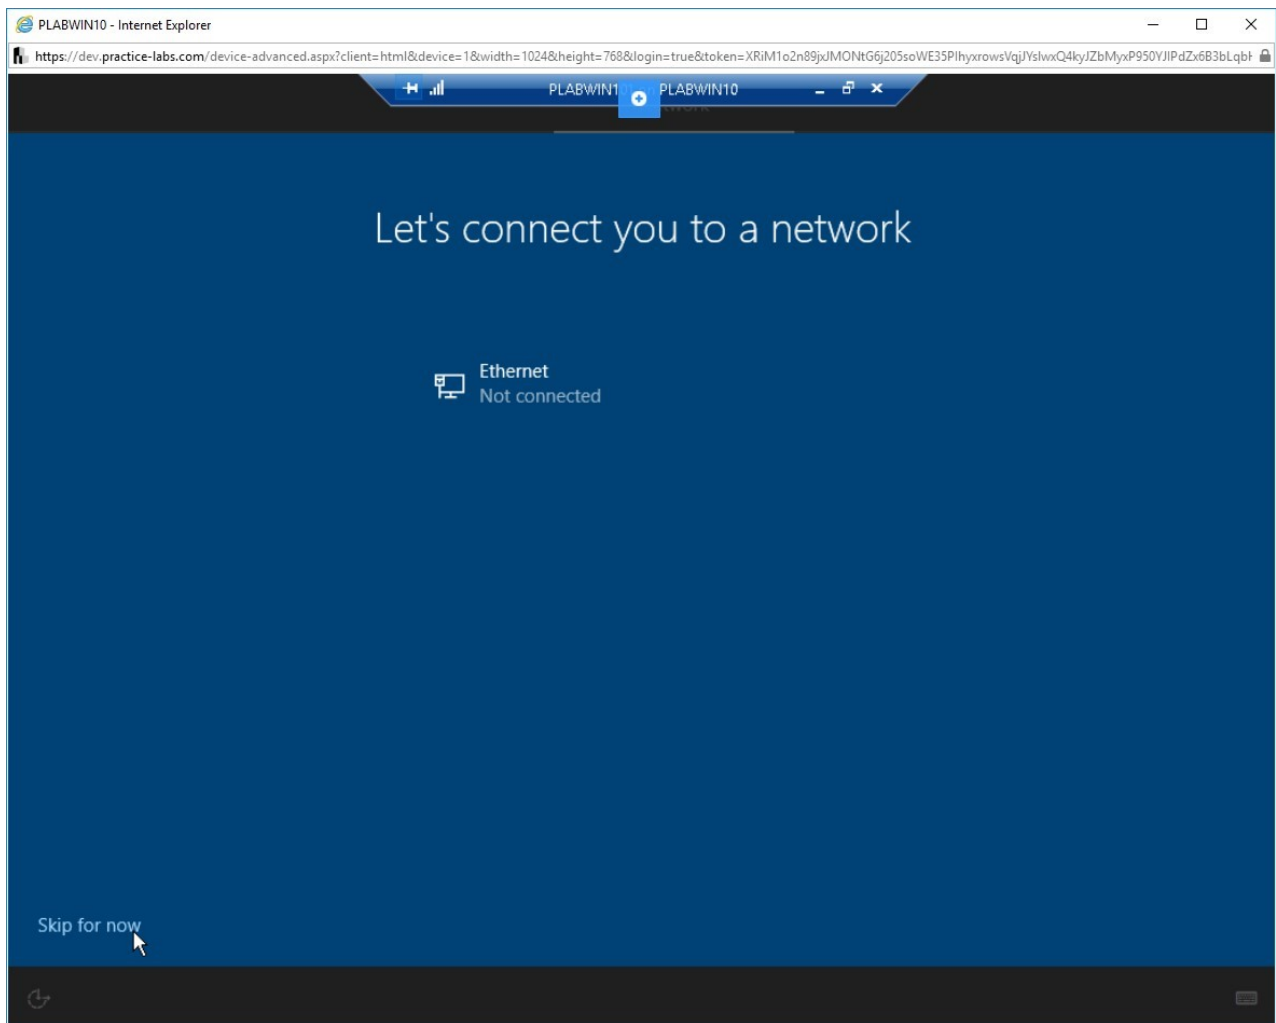 PLABWIN10 - Internet Explorer
https://dev.practice-labs.com/device-advanced.aspx?client=html&device=1&width=1024&height=768&login=true&token=XRiM1o2n89jxJMONtG6j205soWE35PIhyxrowsVqjJYsIwxQ4kyJZbMyxP950YJIPdZx6B3bLqbH
PLABWIN10
Let's connect you to a network
Ethernet
Not connected
Skip for now